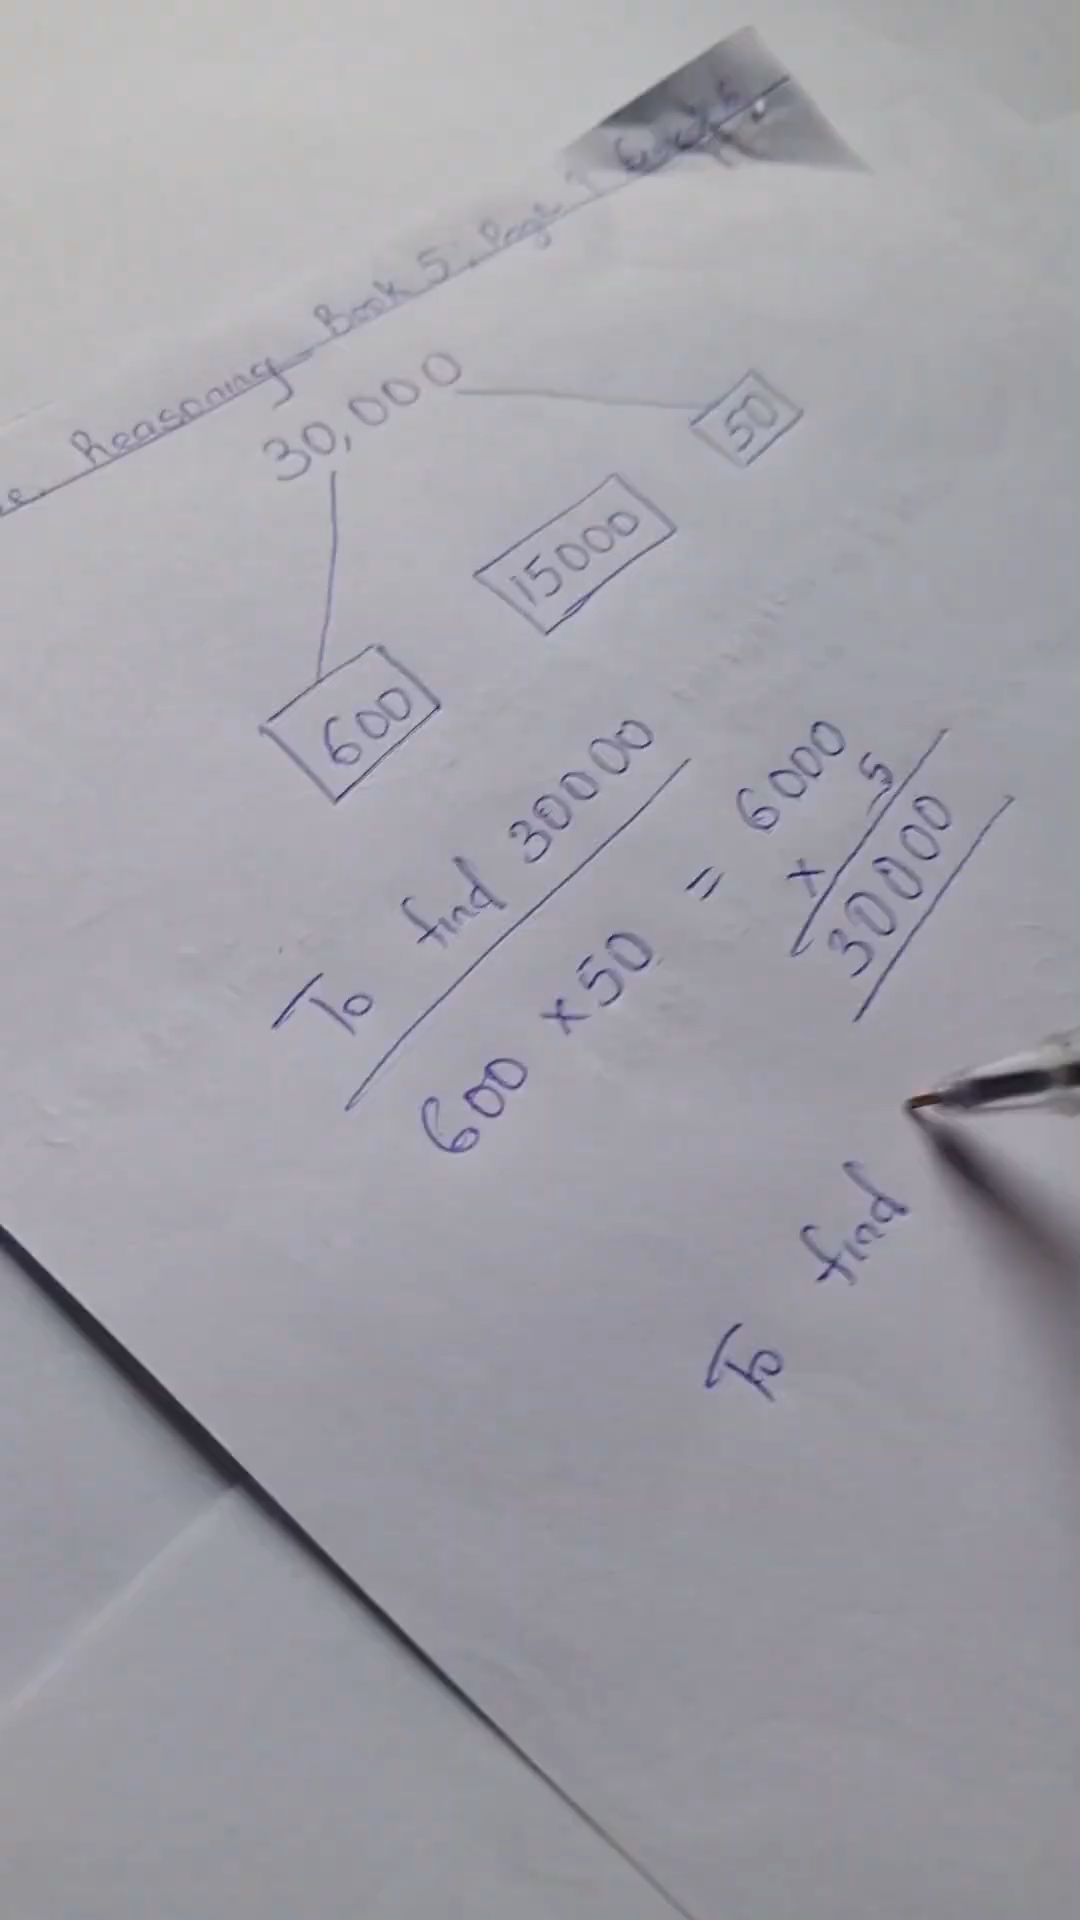 Reasoning Book 5, Page
30,000
50
15000
600
To find 30000
600 x 50 = 6000
x 5
30000
To find